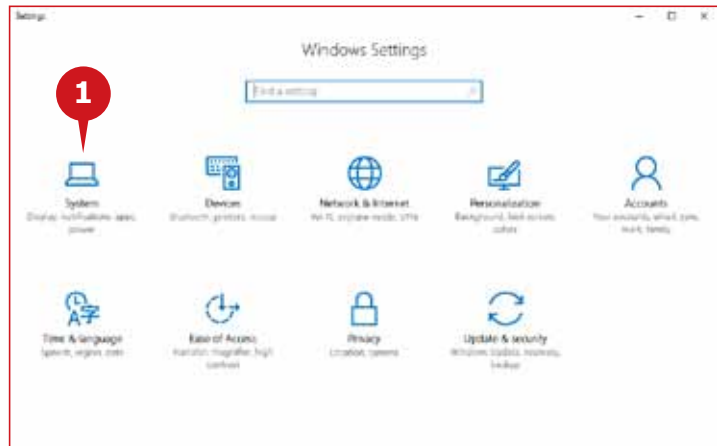 Settings
Windows Settings
Find a setting
1
System
Display, notifications, apps,
power
Devices
Bluetooth, printers, mouse
Network & Internet
Wi-Fi, airplane mode, VPN
Personalization
Background, lock screen,
colors
Accounts
Your accounts, email, sync,
work, family
A字
Time & language
Speech, region, date
Ease of Access
Narrator, magnifier, high
contrast
Privacy
Location, camera
Update & security
Windows Update, recovery,
backup